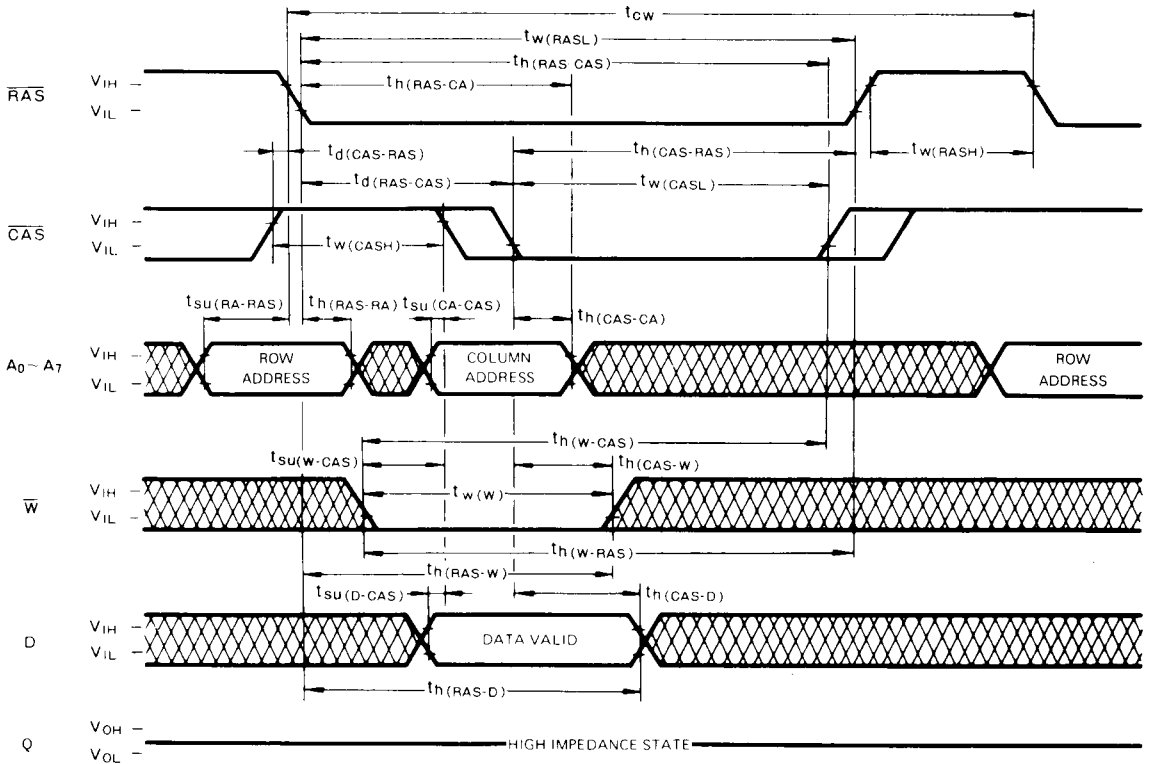 tCW
tW(RASL)
th(RAS-CAS)
th(RAS-CA)
RAS
VIH
VIL
td(CAS-RAS)
th(CAS-RAS)
tW(RASH)
td(RAS-CAS)
tW(CASL)
CAS
VIH
VIL
tW(CASH)
tsu(RA-RAS)
th(RAS-RA)
tsu(CA-CAS)
th(CAS-CA)
A0~A7
VIH
VIL
ROW ADDRESS
COLUMN ADDRESS
ROW ADDRESS
th(W-CAS)
tsu(W-CAS)
th(CAS-W)
W
VIH
VIL
tW(W)
th(W-RAS)
th(RAS-W)
tsu(D-CAS)
th(CAS-D)
D
VIH
VIL
DATA VALID
th(RAS-D)
Q
VOH
VOL
HIGH IMPEDANCE STATE